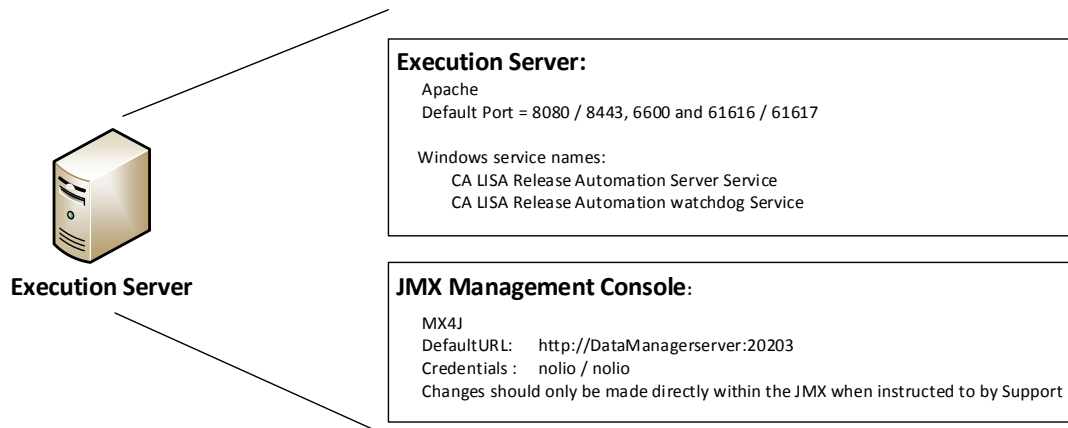 Execution Server:
Apache
Default Port = 8080 / 8443, 6600 and 61616 / 61617
Windows service names:
CA LISA Release Automation Server Service
CA LISA Release Automation watchdog Service
Execution Server
JMX Management Console:
MX4J
DefaultURL: http://DataManagerserver:20203
Credentials : nolio / nolio
Changes should only be made directly within the JMX when instructed to by Support